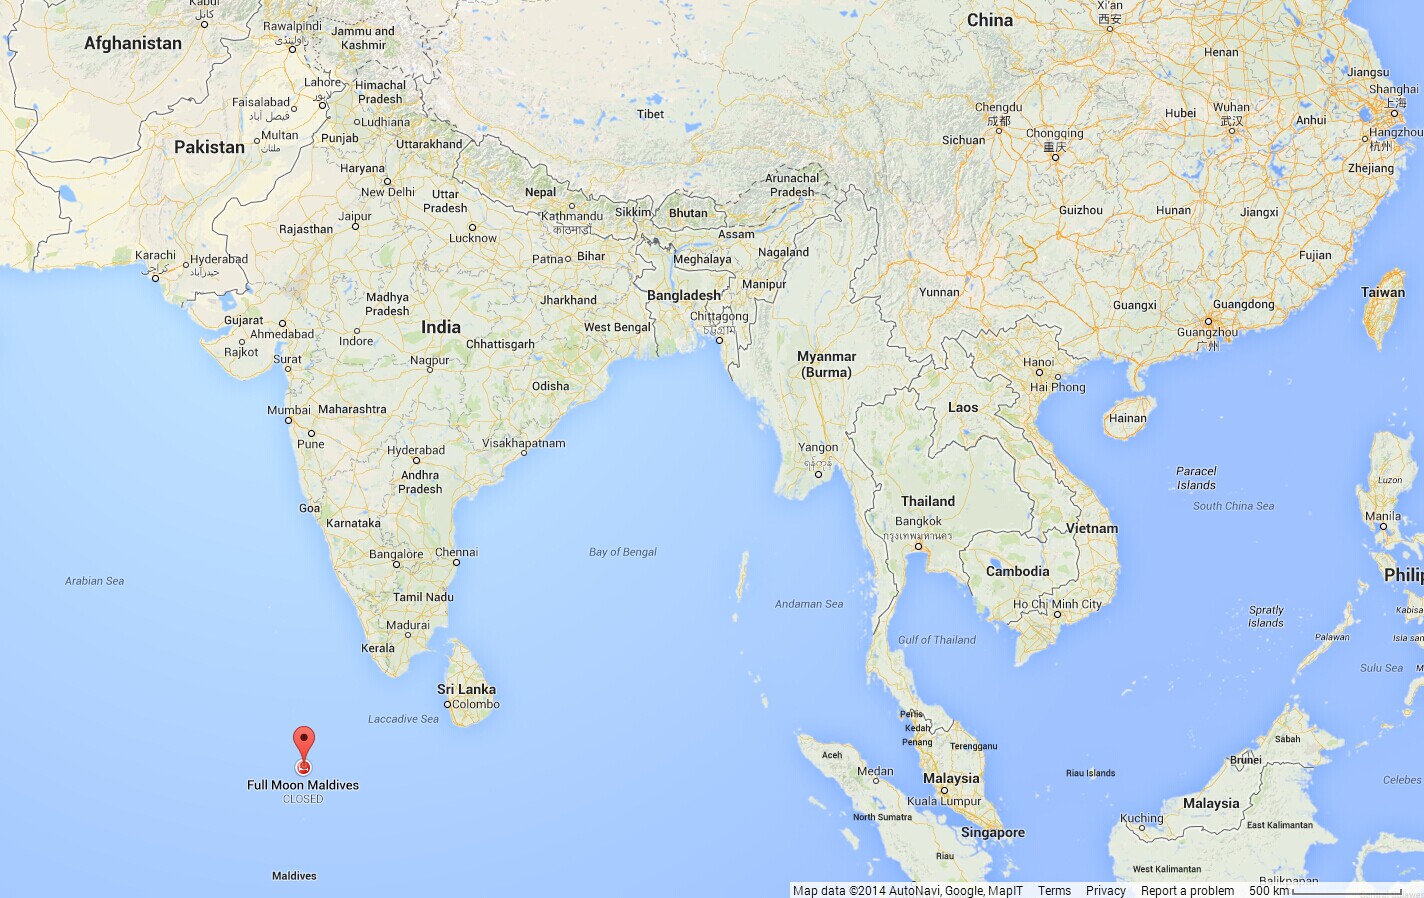 Kabul
کابل
Afghanistan
Rawalpindi
راولپنڈی
Jammu and
Kashmir
China
Xi'an
西安
Henan
Jiangsu
Shanghai
上海
Lahore
لاہور
Himachal
Pradesh
Faisalabad
فیصل آباد
Ludhiana
Tibet
Chengdu
成都
Hubei
Wuhan
武汉
Anhui
Multan
ملتان
Pakistan
Punjab
Uttarakhand
Sichuan
Chongqing
重庆
Hangzhou
杭州
Zhejiang
Haryana
New Delhi
Uttar
Pradesh
Nepal
Arunachal
Pradesh
Jaipur
Rajasthan
Lucknow
Kathmandu
काठमाडौं
Sikkim
Bhutan
Guizhou
Hunan
Jiangxi
Assam
Karachi
کراچی
Hyderabad
حیدرآباد
Patna
Bihar
Meghalaya
Nagaland
Fujian
Manipur
Madhya
Pradesh
Jharkhand
Bangladesh
Yunnan
Guangxi
Guangdong
Taiwan
Gujarat
Ahmedabad
India
Indore
West Bengal
Chittagong
Guangzhou
广州
Rajkot
Surat
Nagpur
Chhattisgarh
Myanmar
(Burma)
Hanoi
Hai Phong
Odisha
Mumbai
Maharashtra
Laos
Hainan
Pune
Hyderabad
Visakhapatnam
Yangon
ရန်ကုန်
Andhra
Pradesh
Paracel
Islands
Luzon
Goa
Karnataka
Thailand
South China Sea
Manila
Bangkok
กรุงเทพมหานคร
Vietnam
Bangalore
Chennai
Bay of Bengal
Arabian Sea
Cambodia
Philip
Tamil Nadu
Andaman Sea
Ho Chi Minh City
Spratly
Islands
Kabisa
Madurai
Kerala
Gulf of Thailand
Palawan
Isla san
Sulu Sea
M
Sri Lanka
Colombo
Laccadive Sea
Perlis
Kedah
Penang
Terengganu
Aceh
Sabah
Brunei
Medan
Malaysia
Riau Islands
Celebes
Full Moon Maldives
CLOSED
Kuala Lumpur
Malaysia
North Sumatra
Kuching
East Kalimantan
Singapore
Riau
West Kalimantan
Maldives
Balikpapan
Map data ©2014 AutoNavi, Google, MapIT Terms Privacy Report a problem 500 km